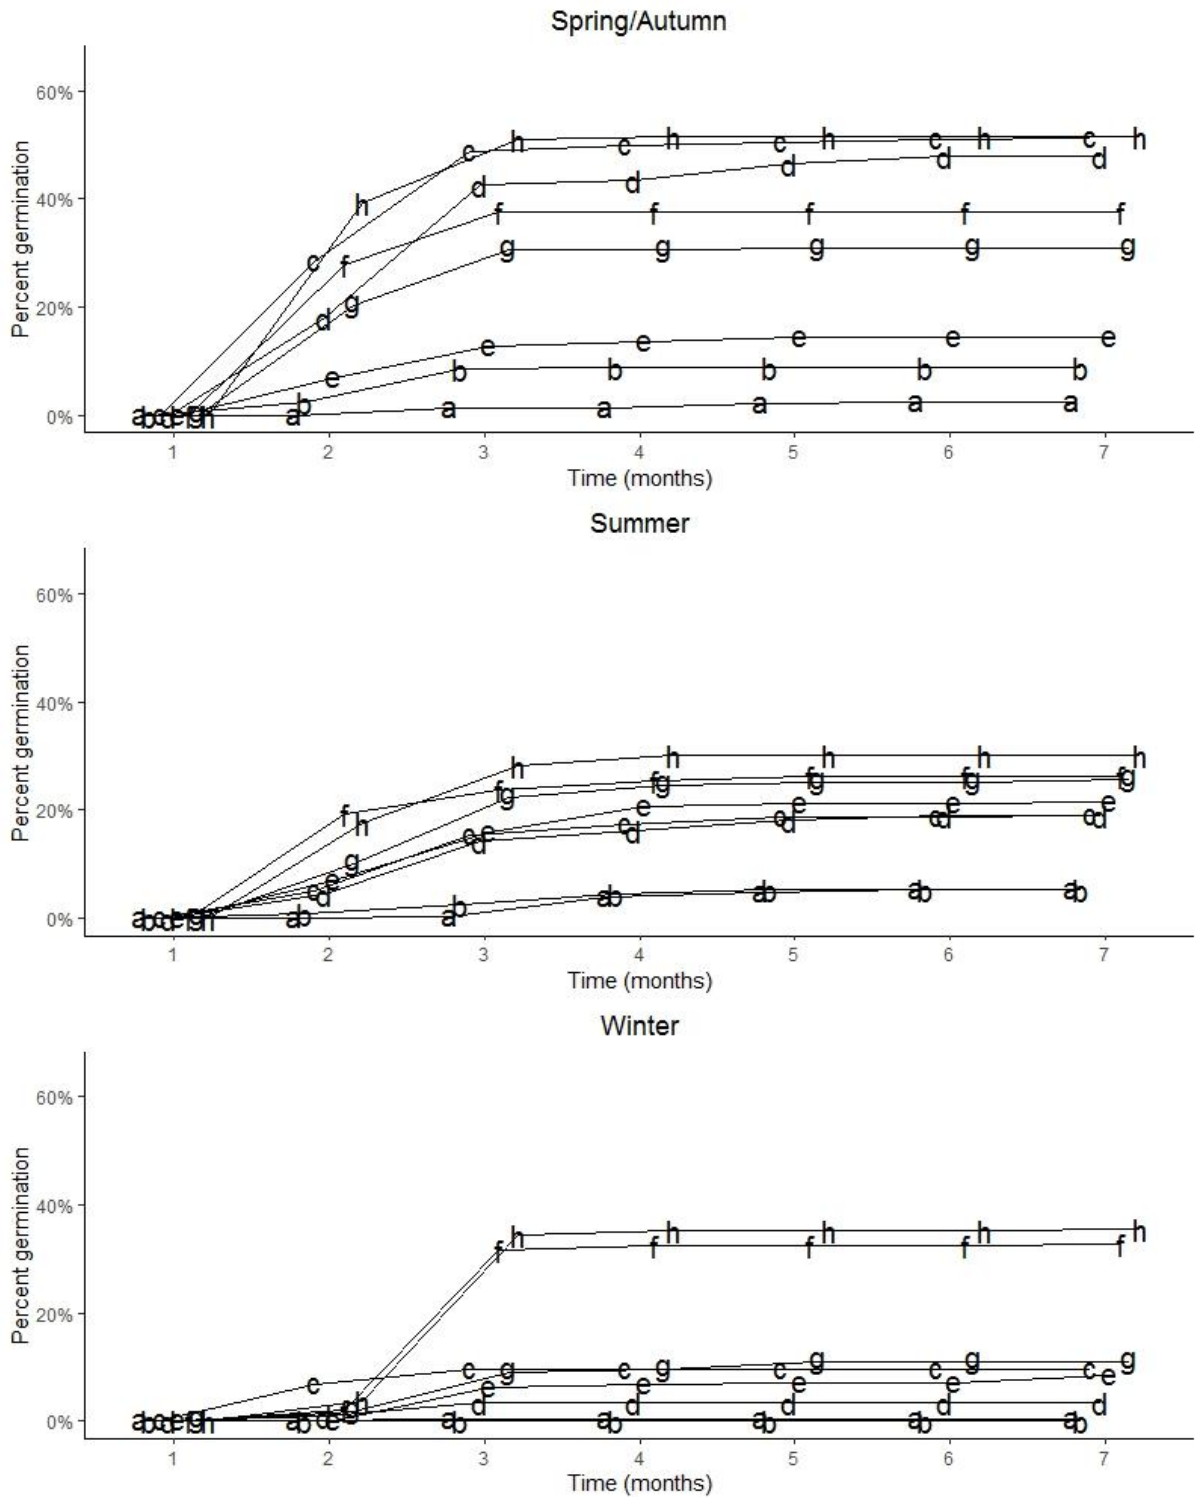 Spring/Autumn
Percent germination
60%
h h h c h
c c c c d d h
d d d
40%
h f f f f f
c f g g g g g
20%
d g
e e e e e
e b b b b b
b
0%
a b c d e f g h a a a a a a
1 2 3 4 5 6 7
Time (months)
Summer
Percent germination
60%
40%
h h h h h
f f g f g f g f g
20%
f h g e e e e
c e d c d c d c d c d
g
c e d
a b a b a b a b
b
0%
a b c d e f g h a b a
1 2 3 4 5 6 7
Time (months)
Winter
Percent germination
60%
40%
h h h h h
f f f f f
20%
g g g g
c c g c c c c e
e e e e
d d d d d
0%
a b c d e f g h a b d e f g h a b a b a b a b a b
1 2 3 4 5 6 7
Time (months)